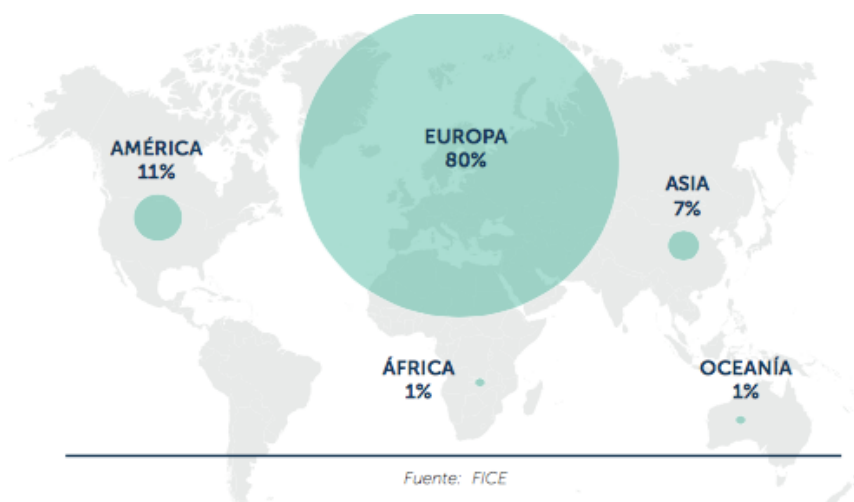 EUROPA
80%
AMÉRICA
11%
ASIA
7%
ÁFRICA
1%
OCEANÍA
1%
Fuente: FICE